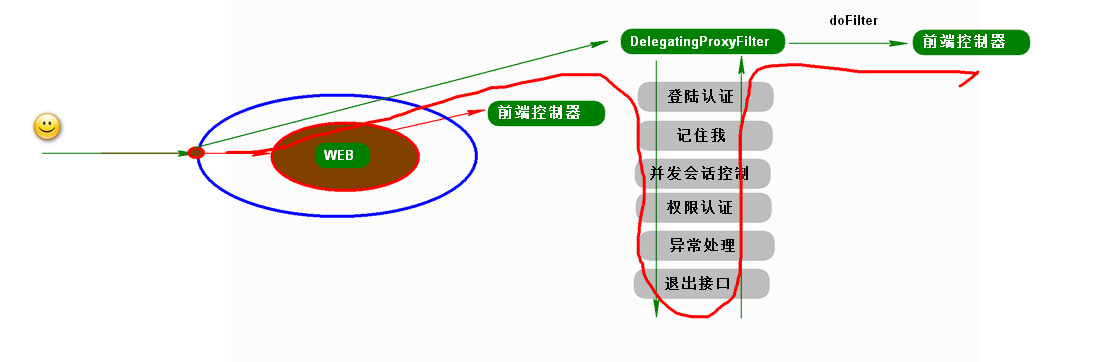 doFilter
DelegatingProxyFilter
前端控制器
登陆认证
前端控制器
记住我
WEB
并发会话控制
权限认证
异常处理
退出接口